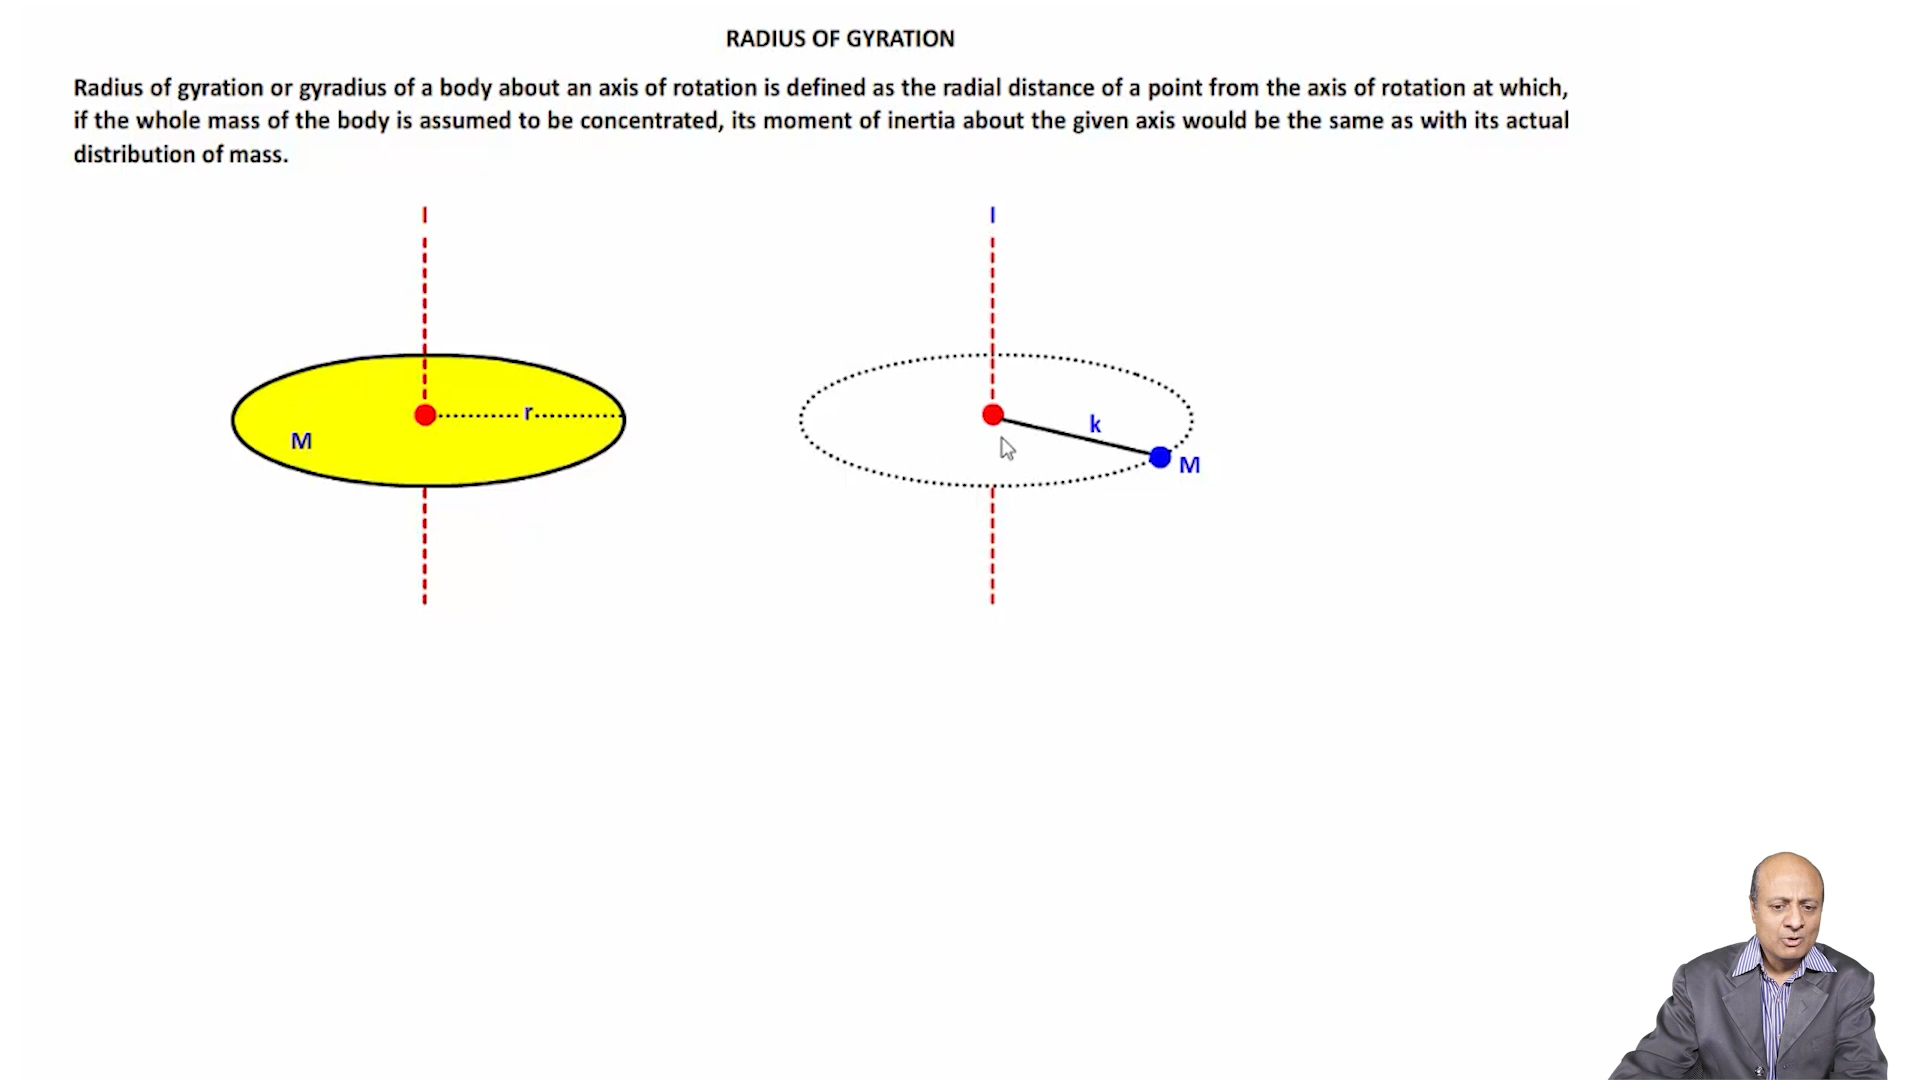 RADIUS OF GYRATION
Radius of gyration or gyradius of a body about an axis of rotation is defined as the radial distance of a point from the axis of rotation at which,
if the whole mass of the body is assumed to be concentrated, its moment of inertia about the given axis would be the same as with its actual
distribution of mass.
I I
r k
M M